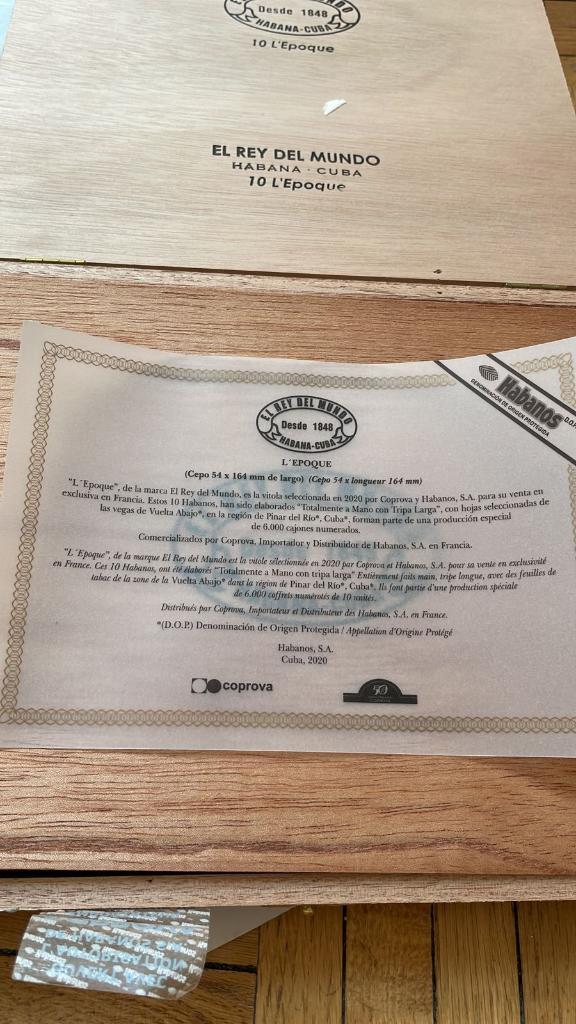 Desde 1848
HABANA-CUBA
10 L'Epoque
EL REY DEL MUNDO
HABANA · CUBA
10 L'Epoque
Habanos
DENOMINACIÓN DE ORIGEN PROTEGIDA
D.O.P.
EL REY DEL MUNDO
Desde 1848
HABANA-CUBA
L´EPOQUE
(Cepo 54 x 164 mm de largo) (Cepo 54 x longueur 164 mm)
"L´Epoque", de la marca El Rey del Mundo, es la vitola seleccionada en 2020 por Coprova y Habanos, S.A. para su venta en
exclusiva en Francia. Estos 10 Habanos, han sido elaborados "Totalmente a Mano con Tripa Larga", con hojas seleccionadas de
las vegas de Vuelta Abajo*, en la región de Pinar del Río*, Cuba*, forman parte de una producción especial
de 6.000 cajones numerados.
Comercializados por Coprova, Importador y Distribuidor de Habanos, S.A. en Francia.
"L´Epoque", de la marque El Rey del Mundo est la vitole sélectionnée en 2020 par Coprova et Habanos, S.A. pour sa vente en exclusivité
en France. Ces 10 Habanos, ont été élaborés "Totalmente a Mano con tripa larga" Entièrement faits main, tripe longue, avec des feuilles de
tabac de la zone de la Vuelta Abajo* dans la région de Pinar del Río*, Cuba*. Ils font partie d'une production spéciale
de 6.000 coffrets numérotés de 10 unités.
Distribués par Coprova, Importateur et Distributeur des Habanos, S.A. en France.
*(D.O.P.) Denominación de Origen Protegida / Appellation d'Origine Protégé
Habanos, S.A.
Cuba, 2020
coprova
50